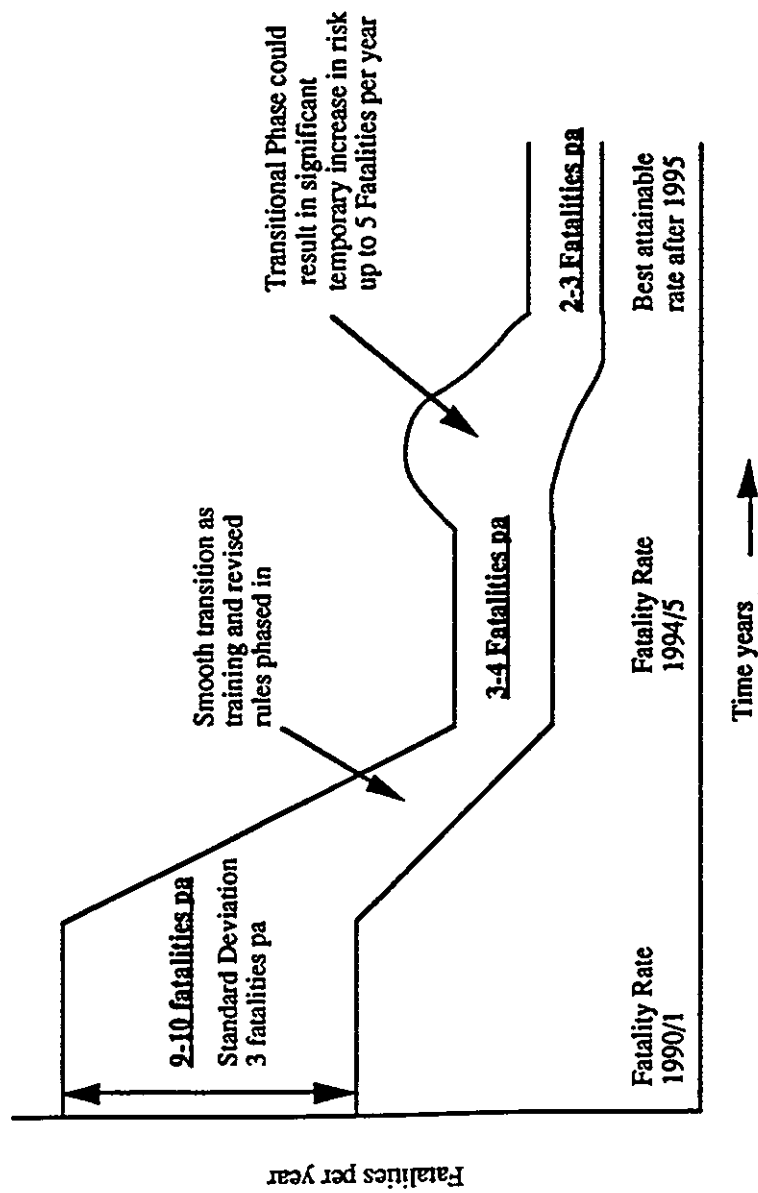 Fatalities per year
9-10 fatalities pa
Standard Deviation
3 fatalities pa
Smooth transition as
training and revised
rules phased in
3-4 Fatalities pa
Transitional Phase could
result in significant
temporary increase in risk
up to 5 Fatalities per year
2-3 Fatalities pa
Fatality Rate
1990/1
Fatality Rate
1994/5
Best attainable
rate after 1995
Time years